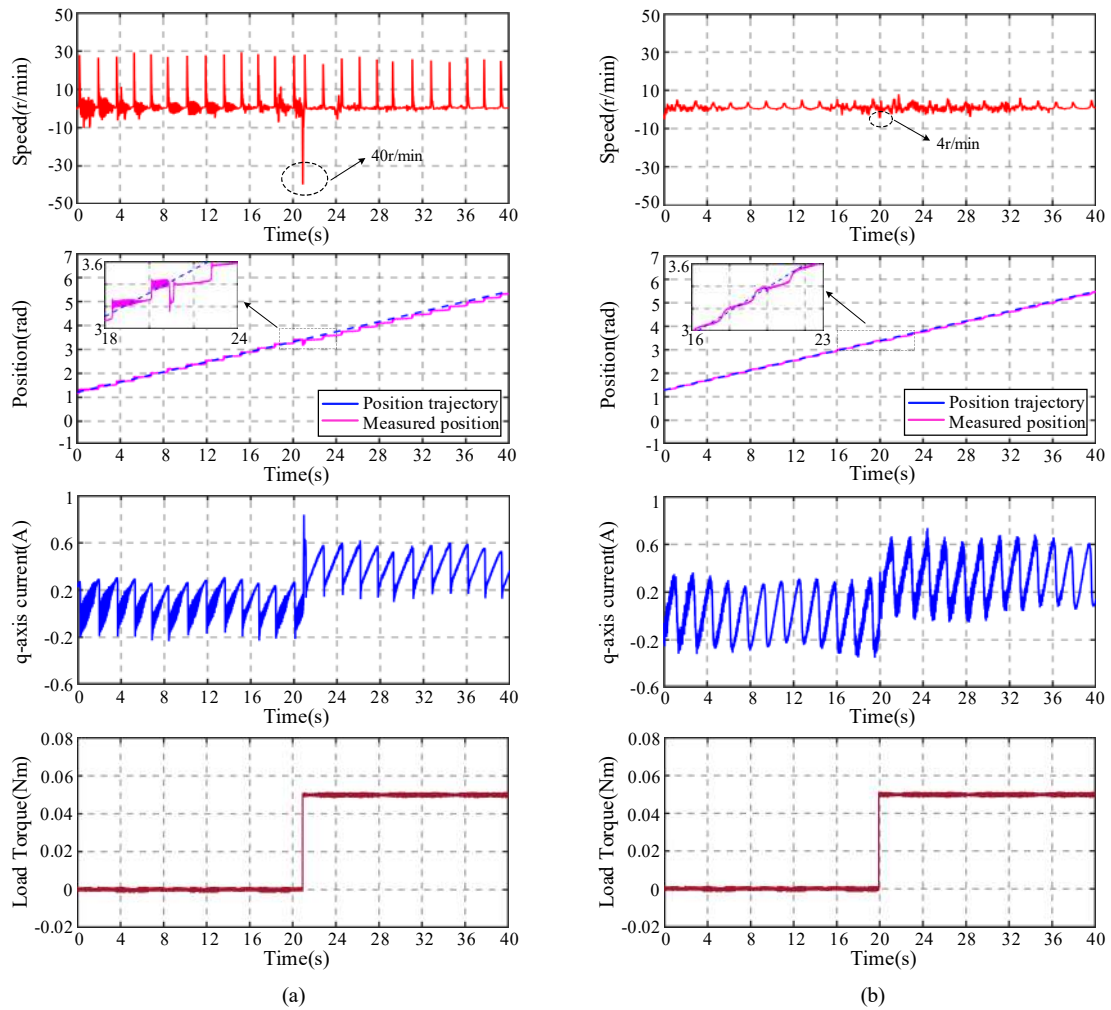 50
30
10
-10
-30
-50
Speed(r/min)
40r/min
0 4 8 12 16 20 24 28 32 36 40
Time(s)
7
6
5
4
3
2
1
0
-1
Position(rad)
3.6
3
18 24
Position trajectory
Measured position
0 4 8 12 16 20 24 28 32 36 40
Time(s)
1
0.6
0.2
-0.2
-0.6
q-axis current(A)
0 4 8 12 16 20 24 28 32 36 40
Time(s)
0.08
0.06
0.04
0.02
0
-0.02
Load Torque(Nm)
0 4 8 12 16 20 24 28 32 36 40
Time(s)
(a)
50
30
10
-10
-30
-50
Speed(r/min)
4r/min
0 4 8 12 16 20 24 28 32 36 40
Time(s)
7
6
5
4
3
2
1
0
-1
Position(rad)
3.6
3
16 23
Position trajectory
Measured position
0 4 8 12 16 20 24 28 32 36 40
Time(s)
1
0.6
0.2
-0.2
-0.6
q-axis current(A)
0 4 8 12 16 20 24 28 32 36 40
Time(s)
0.08
0.06
0.04
0.02
0
-0.02
Load Torque(Nm)
0 4 8 12 16 20 24 28 32 36 40
Time(s)
(b)